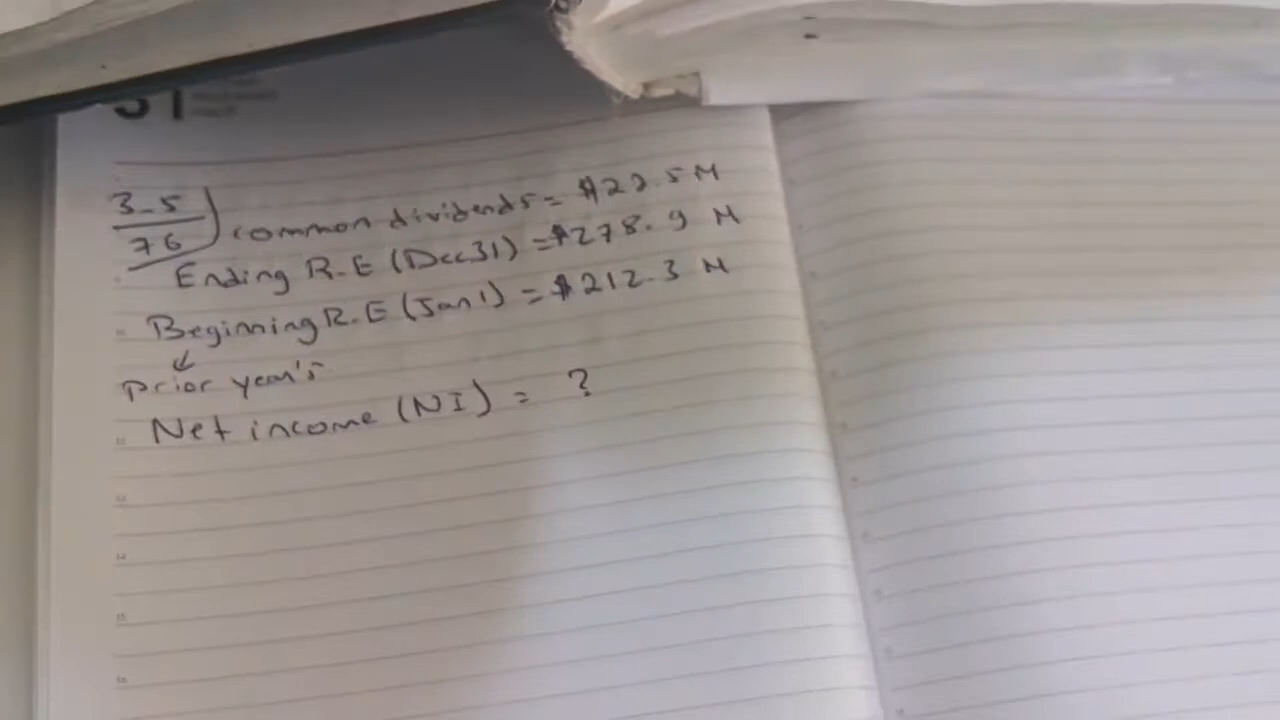 3-5
76
common dividends = $22.5 M
Ending R.E (Dec31) = $278.9 M
Beginning R.E (Jan1) = $212.3 M
Prior year's
Net income (NI) = ?